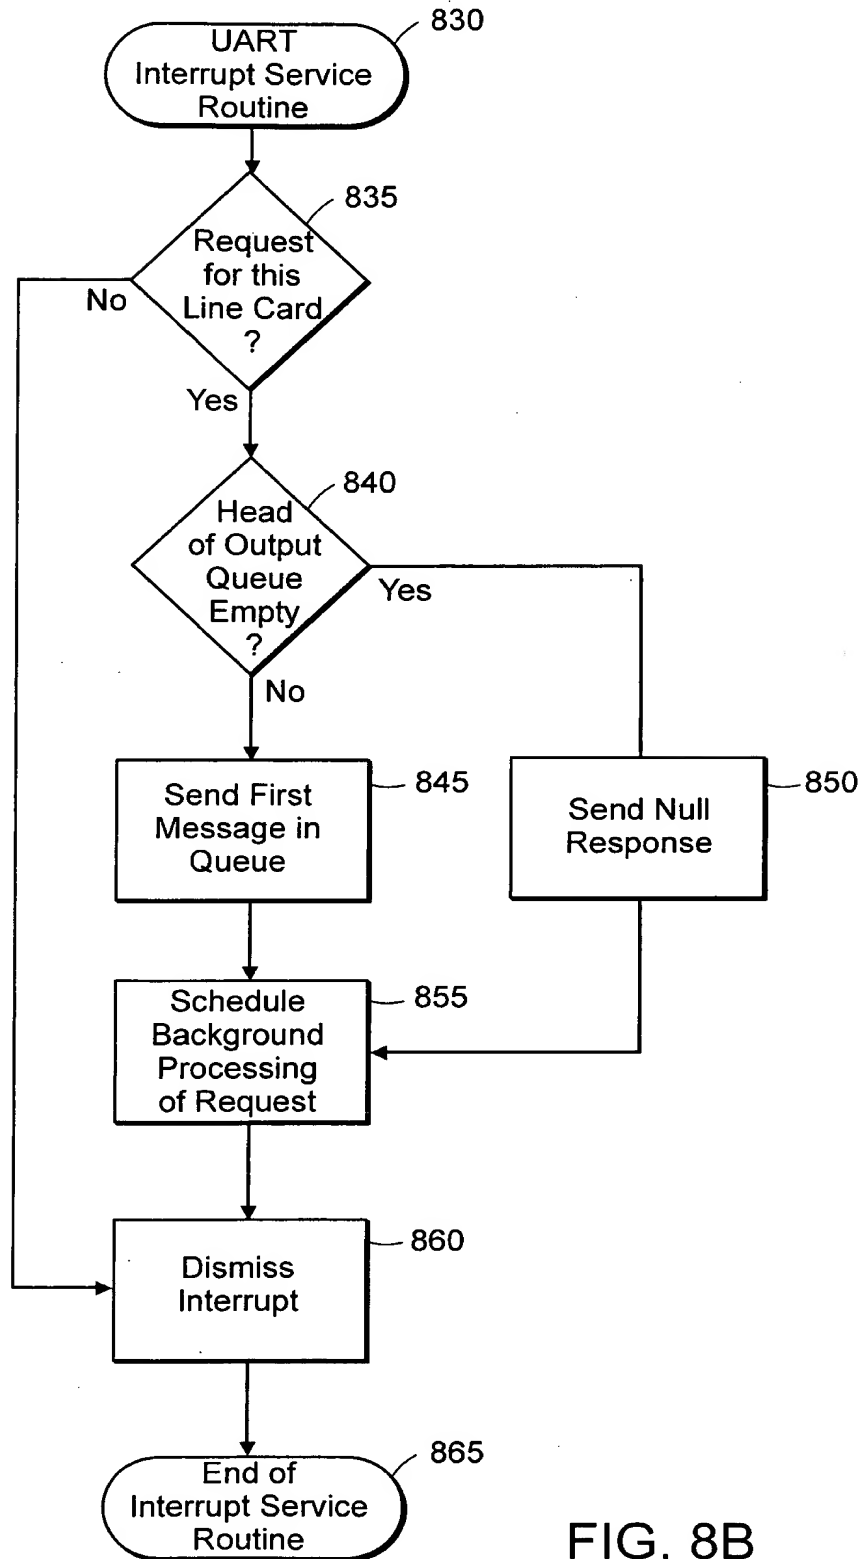 830
UART
Interrupt Service
Routine
835
Request
for this
Line Card
?
No
Yes
840
Head
of Output
Queue
Empty
?
Yes
No
845
Send First
Message in
Queue
850
Send Null
Response
855
Schedule
Background
Processing
of Request
860
Dismiss
Interrupt
865
End of
Interrupt Service
Routine
FIG. 8B